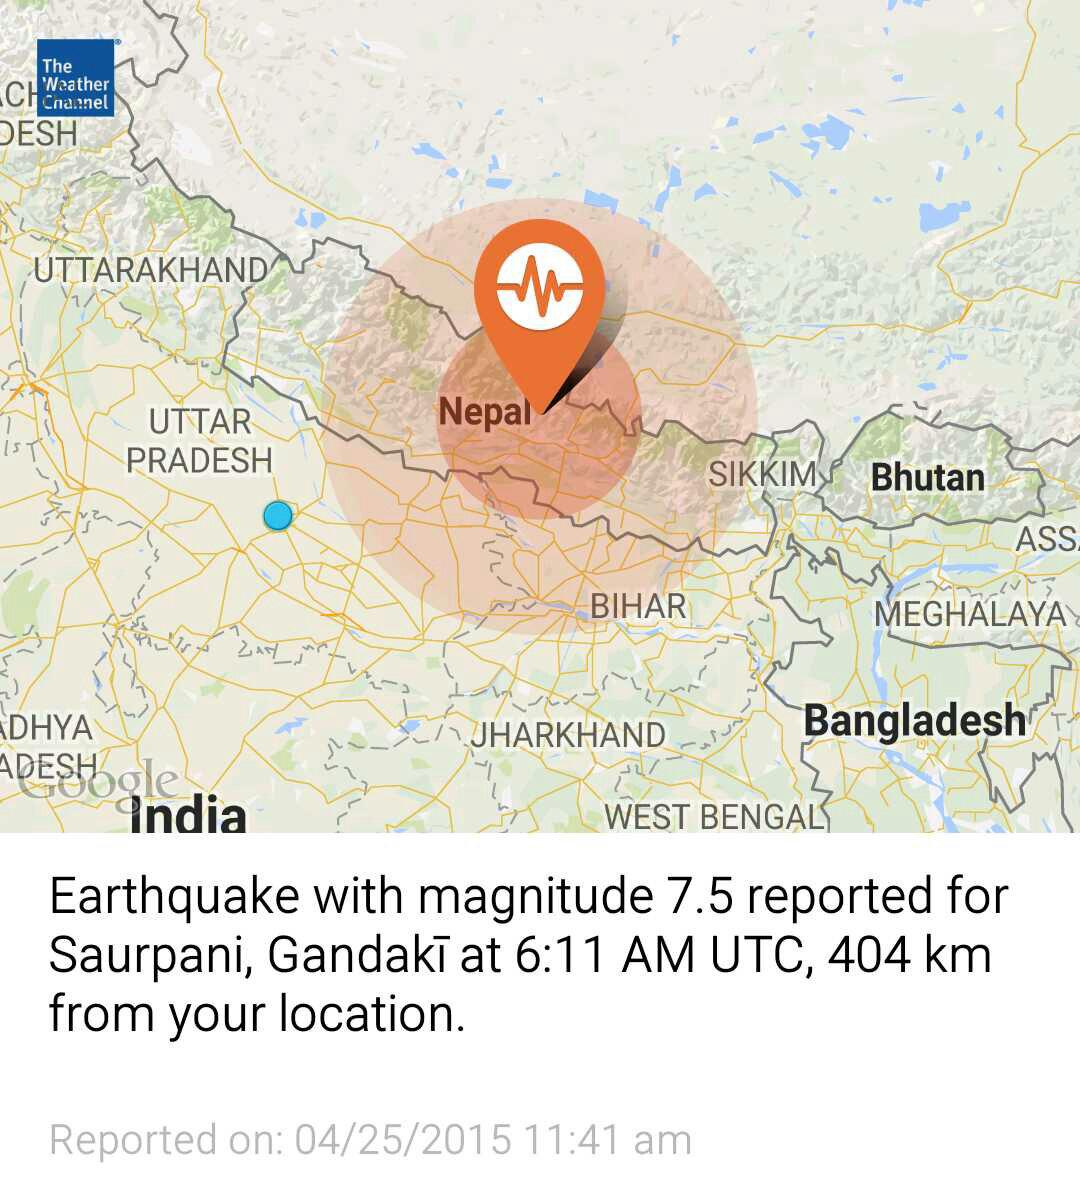 The
Weather
Channel
DESH
UTTARAKHAND
UTTAR
PRADESH
Nepal
SIKKIM
Bhutan
ASS
MEGHALAYA
BIHAR
ADHYA
ADESH
JHARKHAND
Bangladesh
Google
India
WEST BENGAL
Earthquake with magnitude 7.5 reported for
Saurpani, Gandakī at 6:11 AM UTC, 404 km
from your location.
Reported on: 04/25/2015 11:41 am